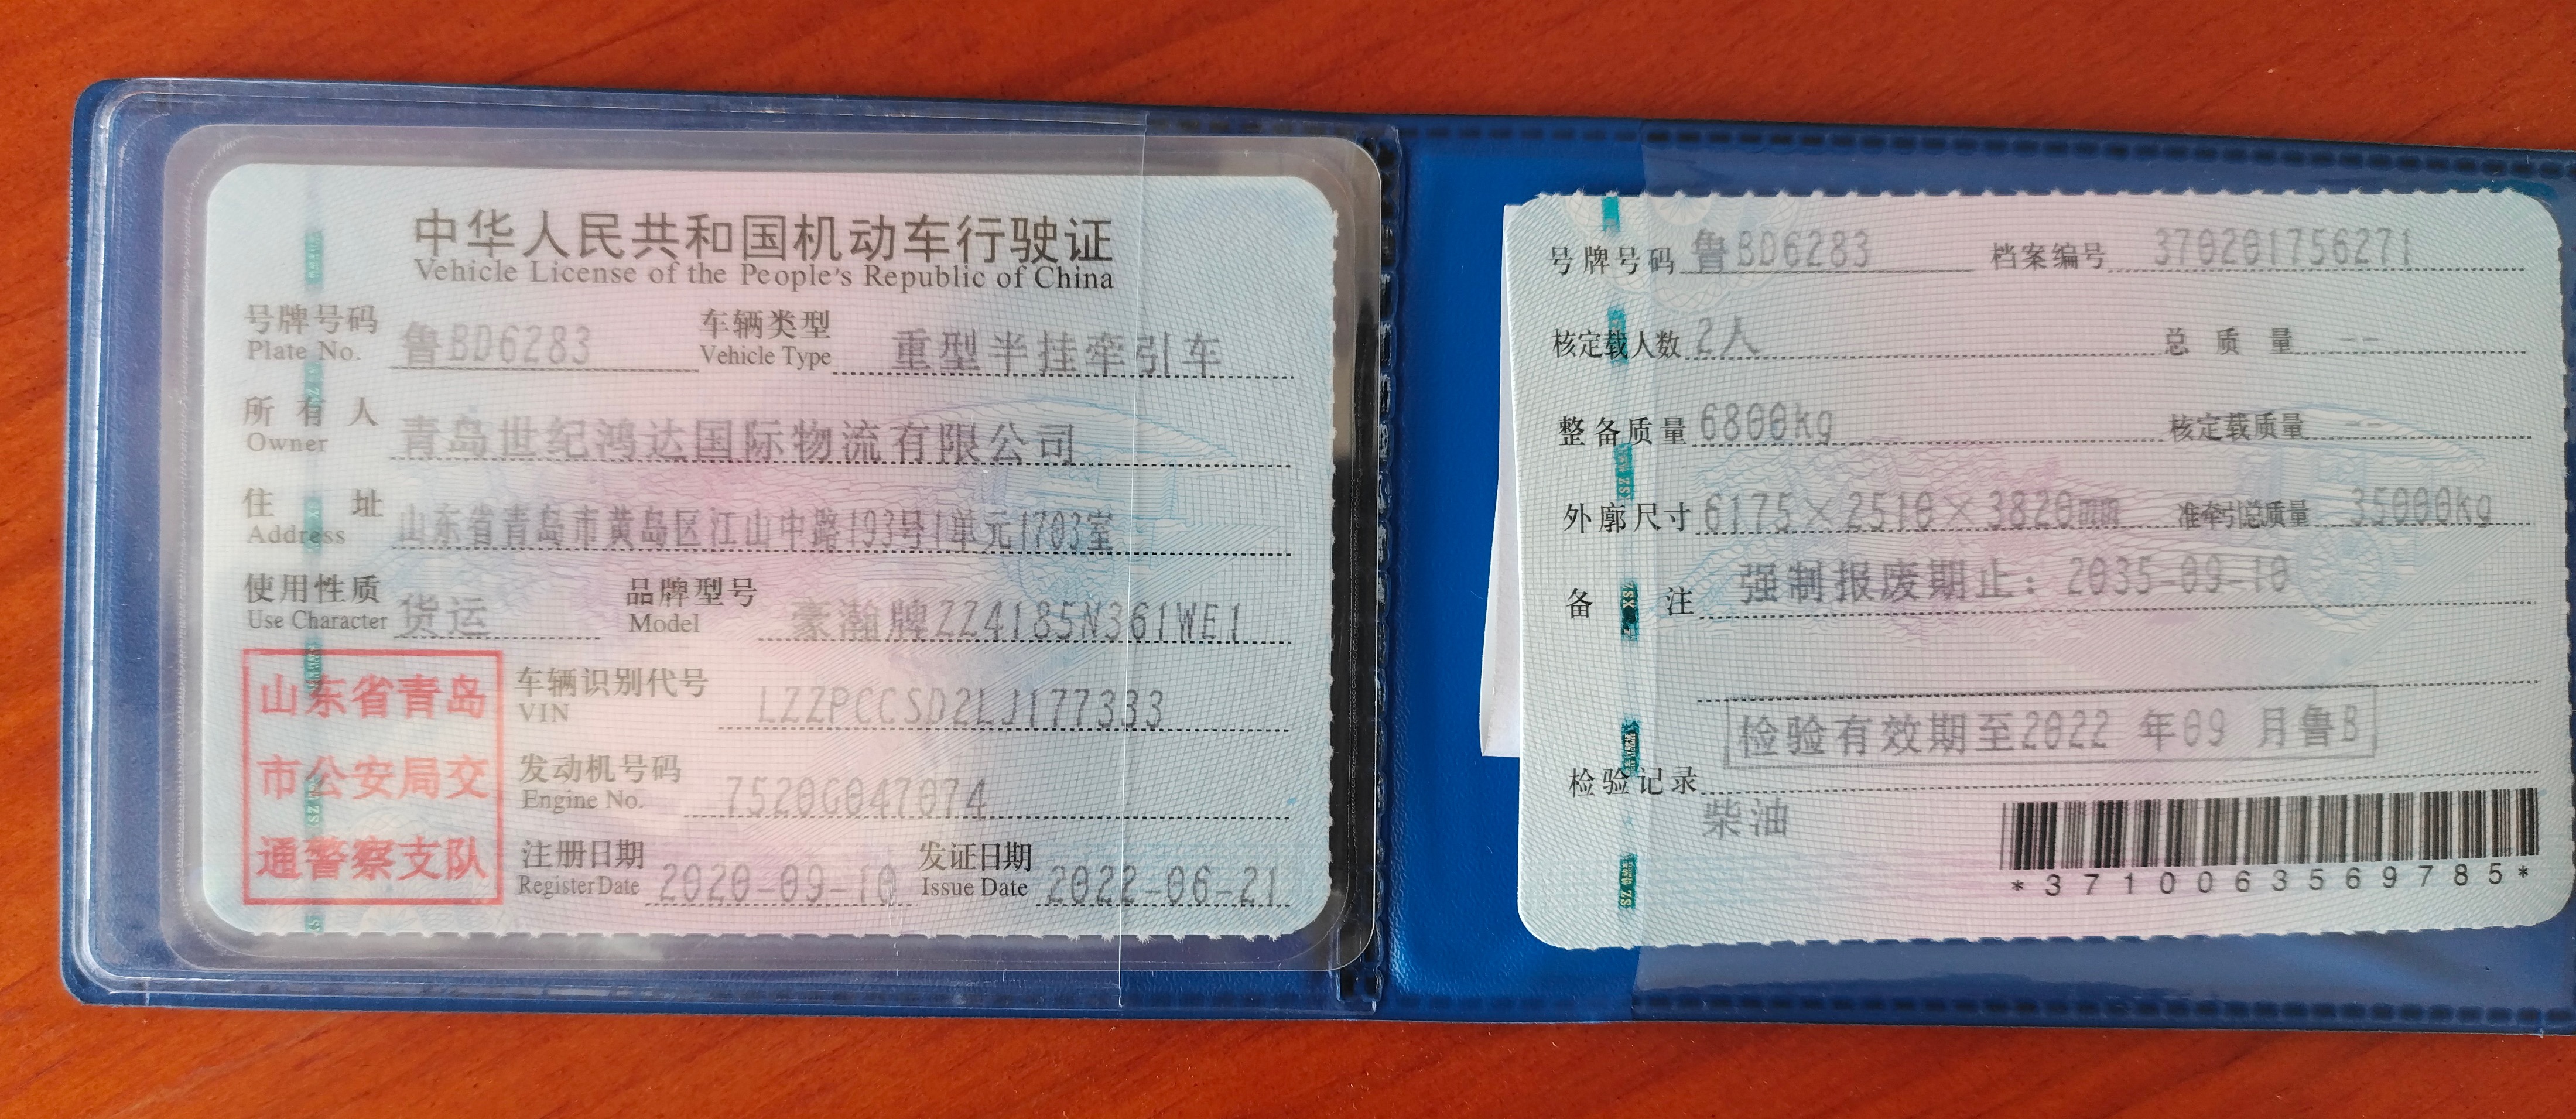 中华人民共和国机动车行驶证
Vehicle License of the People's Republic of China
号牌号码 鲁BD6283 车辆类型 重型半挂牵引车
Plate No. Vehicle Type
所有人 青岛世纪鸿达国际物流有限公司
Owner
住址 山东省青岛市黄岛区江山中路193号1单元1703室
Address
使用性质 货运 品牌型号 豪瀚牌ZZ4185N361WE1
Use Character Model
山东省青岛
市公安局交
通警察支队
车辆识别代号 LZZPCCSD2LJ177333
VIN
发动机号码 7520G047074
Engine No.
注册日期 2020-09-10 发证日期 2022-06-21
Register Date Issue Date
号牌号码 鲁BD6283 档案编号 370201756271
核定载人数 2人 总质量 --
整备质量 6800kg 核定载质量 --
外廓尺寸 6175×2510×3820mm 准牵引总质量 35000kg
备注 强制报废期止：2035-09-10
检验有效期至2022 年09 月鲁B
检验记录
柴油
*3710063569785*